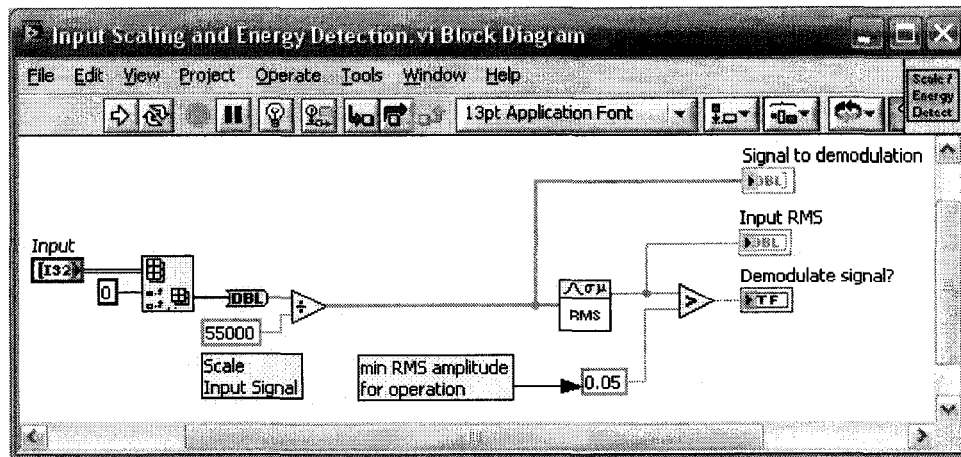 Input Scaling and Energy Detection.vi Block Diagram
File Edit View Project Operate Tools Window Help
Scale /
Energy
Detect
13pt Application Font
Signal to demodulation
DBL
Input RMS
DBL
Demodulate signal?
TF
Input
[I32]
0
DBL
55000
Scale
Input Signal
σμ
RMS
min RMS amplitude
for operation
0.05